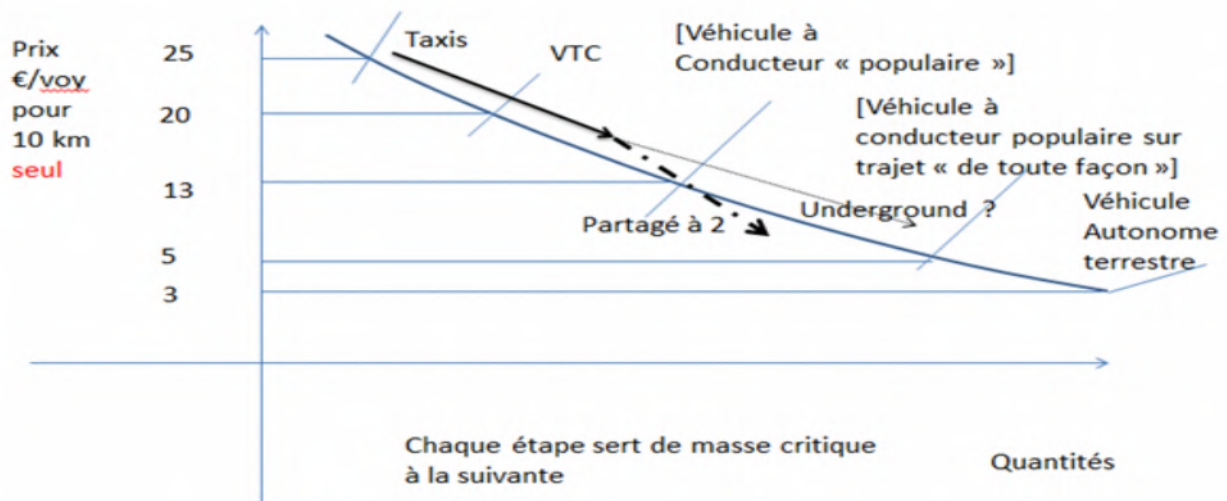 Prix
€/voy
pour
10 km
seul
25
20
13
5
3
Taxis
VTC
[Véhicule à
Conducteur « populaire »]
[Véhicule à
conducteur populaire sur
trajet « de toute façon »]
Partagé à 2
Underground ?
Véhicule
Autonome
terrestre
Chaque étape sert de masse critique
à la suivante
Quantités